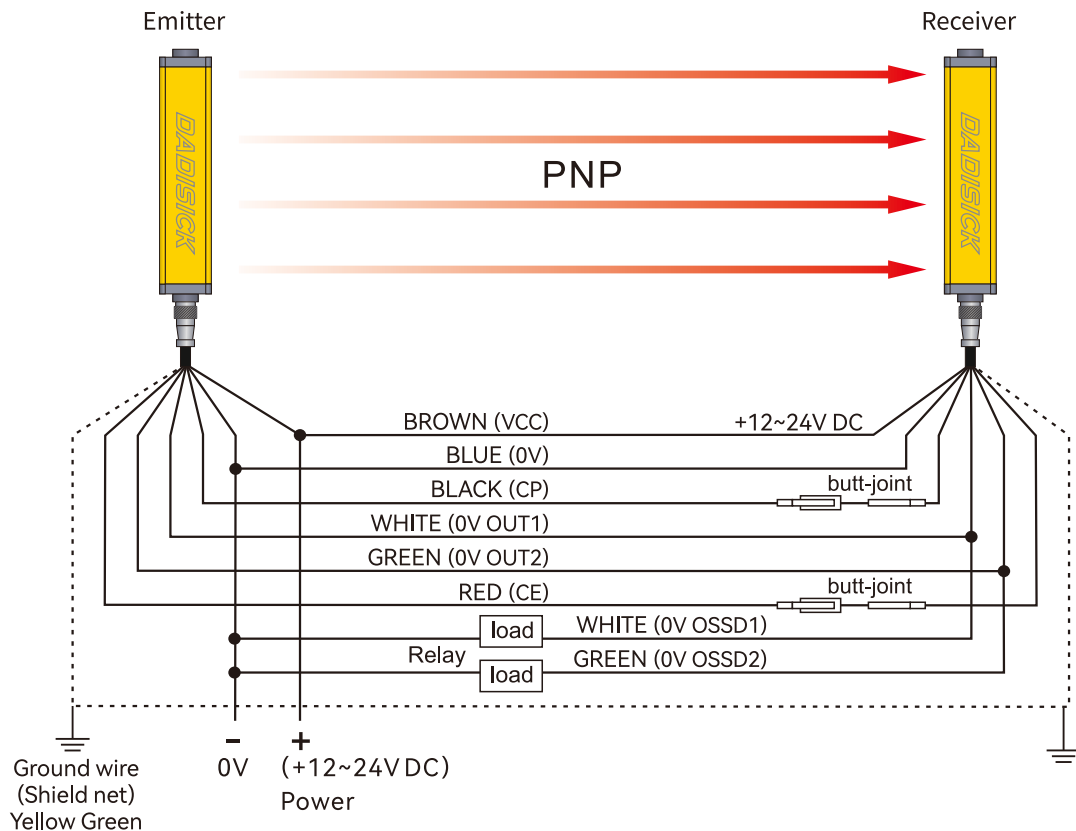 Emitter
Receiver
DADISICK
DADISICK
PNP
BROWN (VCC)
+12~24V DC
BLUE (0V)
BLACK (CP)
butt-joint
WHITE (0V OUT1)
GREEN (0V OUT2)
RED (CE)
butt-joint
load
WHITE (0V OSSD1)
Relay
load
GREEN (0V OSSD2)
- +
0V
(+12~24V DC)
Power
Ground wire
(Shield net)
Yellow Green